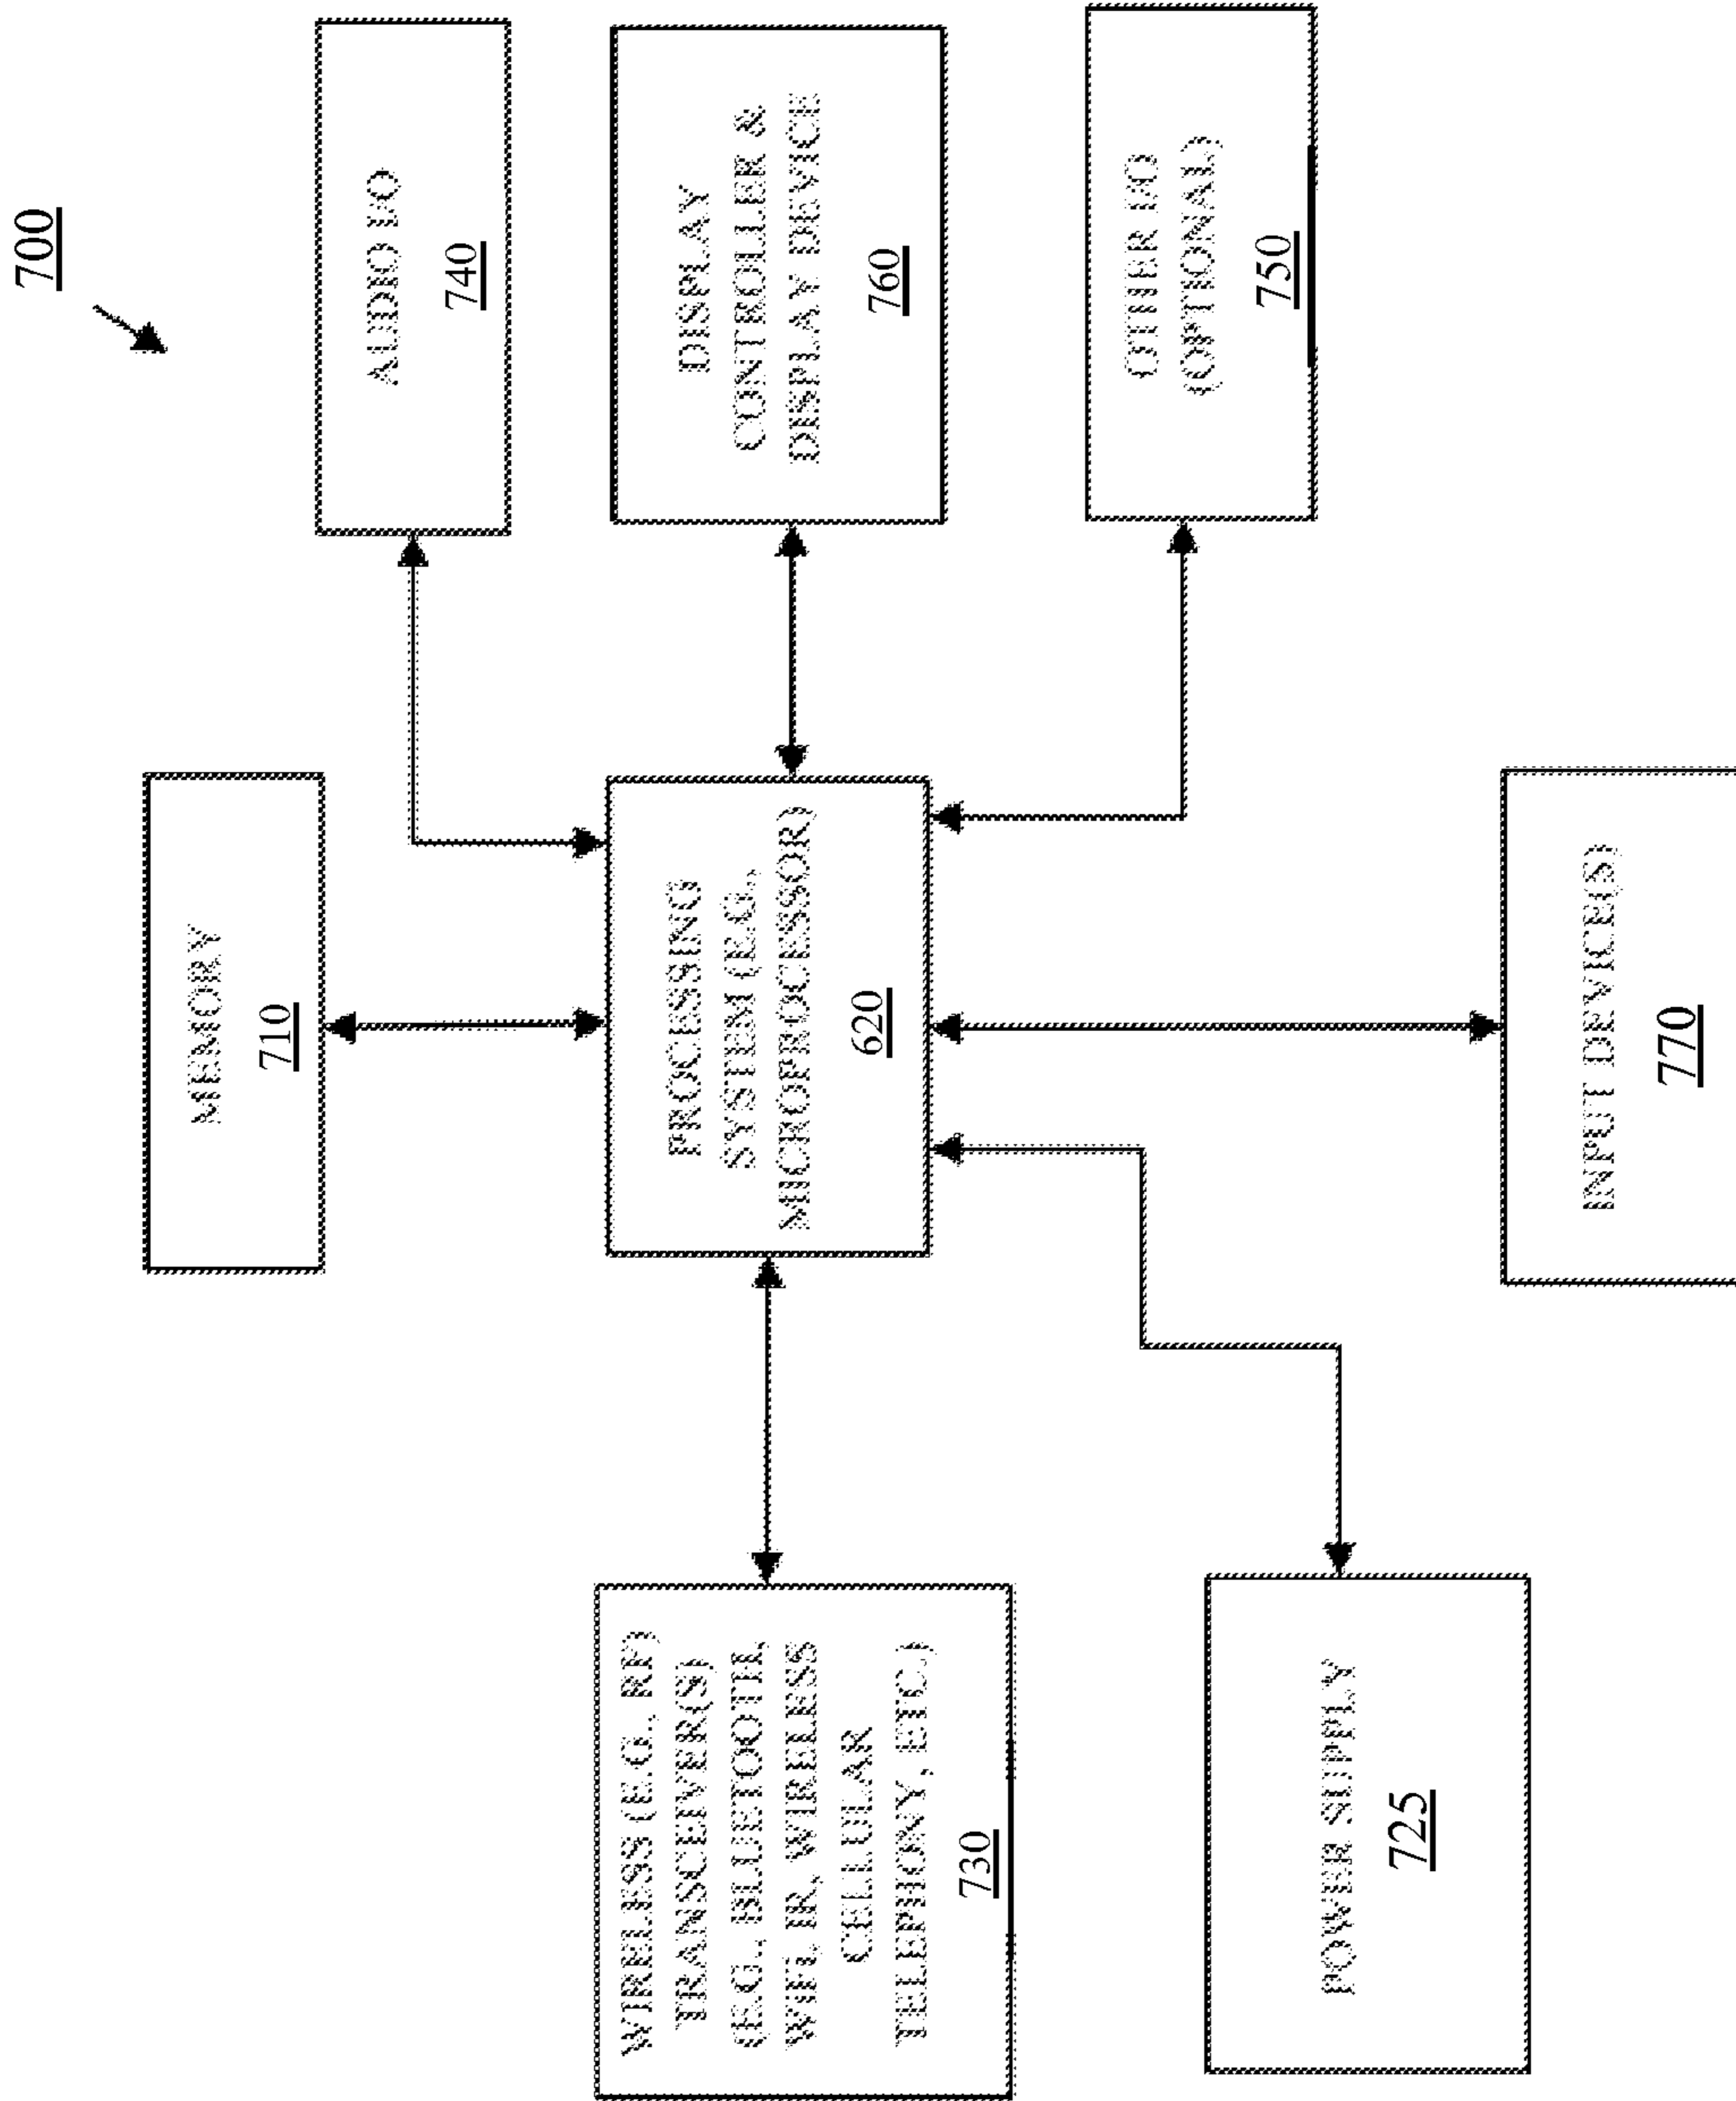 700
MEMORY
710
AUDIO I/O
740
WIRELESS (E.G., RF)
TRANSCEIVER(S)
(E.G., BLUETOOTH,
WIFI, IR, WIRELESS
CELLULAR
TELEPHONY, ETC.)
730
PROCESSING
SYSTEM (E.G.,
MICROPROCESSOR)
620
DISPLAY
CONTROLLER &
DISPLAY DEVICE
760
POWER SUPPLY
725
OTHER I/O
(OPTIONAL)
750
INPUT DEVICE(S)
770